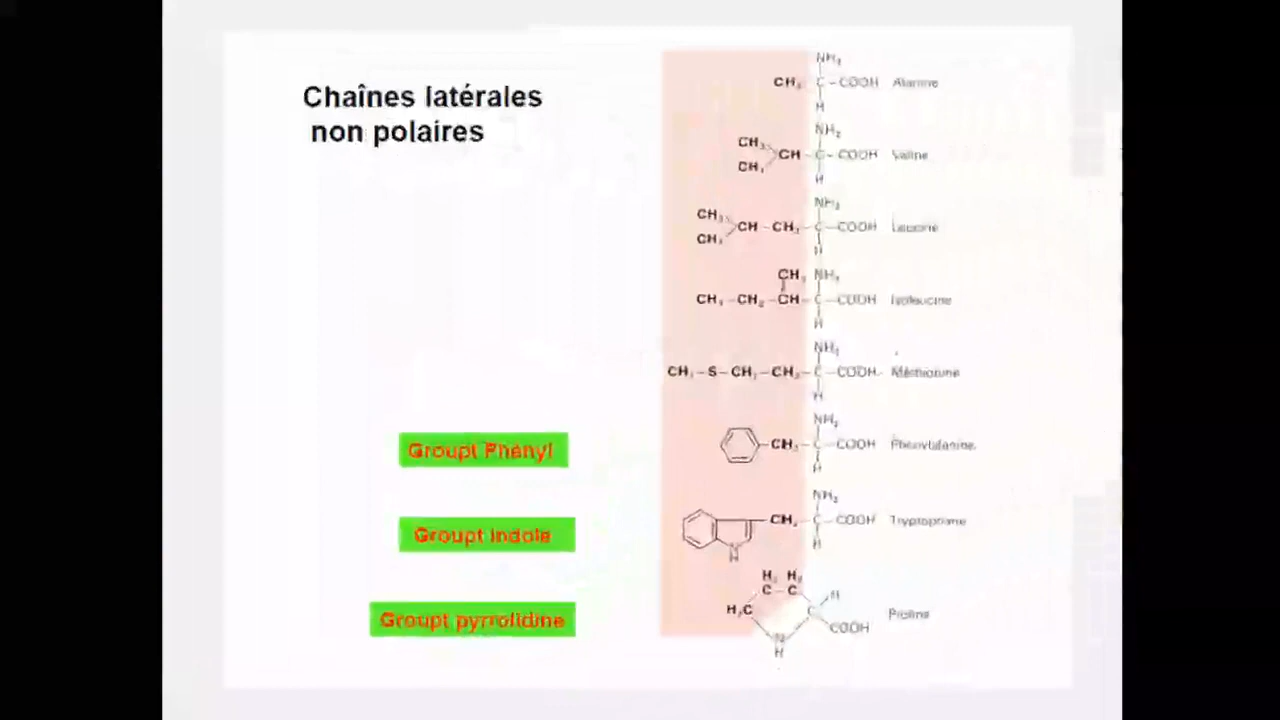 Chaînes latérales
non polaires
NH₂
CH₃ C - COOH Alanine
H
NH₂
CH₃
CH C - COOH Valine
CH₃
H
NH₂
CH₃
CH - CH₂ - C - COOH Leucine
CH₃
H
CH₃ NH₂
CH₃ - CH₂ - CH - C - COOH Isoleucine
H
NH₂
CH₃ - S - CH₂ - CH₂ - C - COOH Méthionine
H
NH₂
Groupt Phényl CH₂ - C - COOH Phenylalanine
H
NH₂
CH₂ - C - COOH Tryptophane
Groupt indole
N
H
H₂ H₂
C - C H
H₂C C Proline
Groupt pyrrolidine COOH
N
H